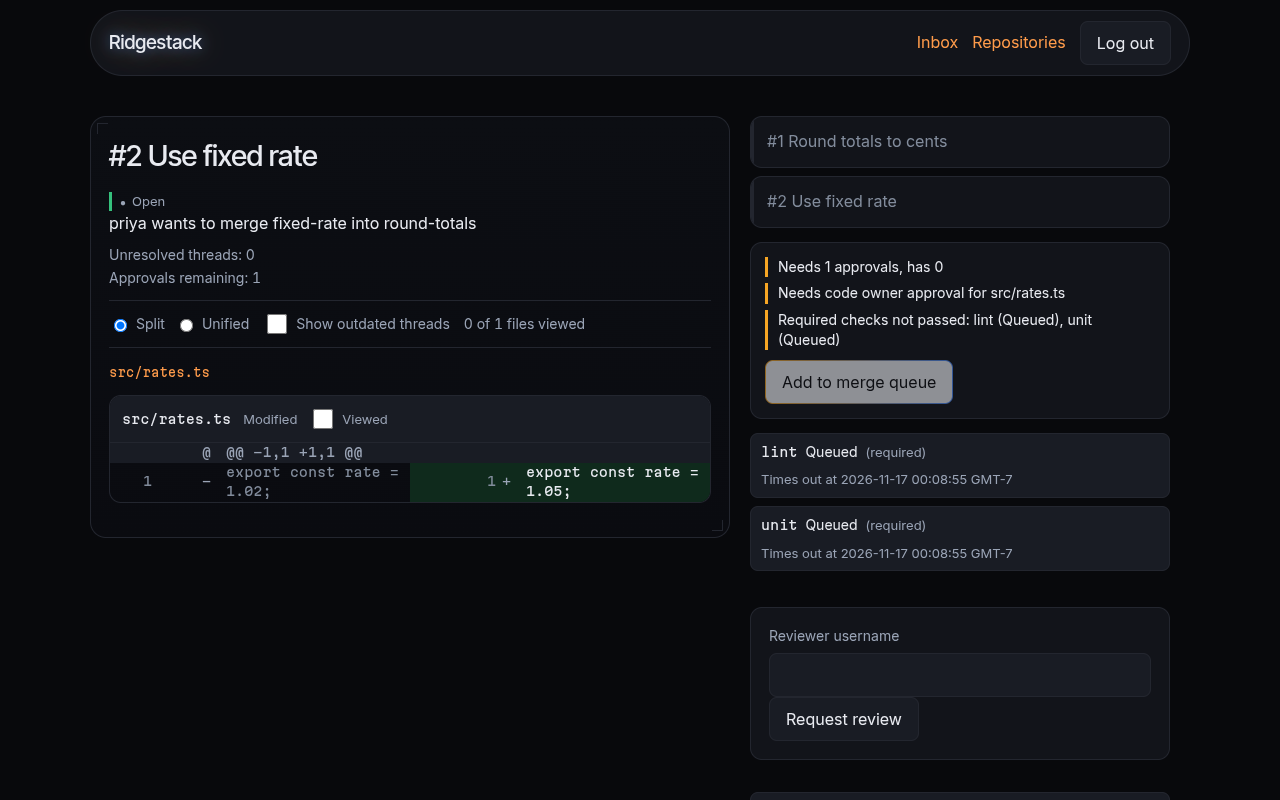 Ridgestack
Inbox Repositories Log out
#2 Use fixed rate
• Open
priya wants to merge fixed-rate into round-totals
Unresolved threads: 0
Approvals remaining: 1
Split Unified Show outdated threads 0 of 1 files viewed
src/rates.ts
src/rates.ts Modified Viewed
@ @@ -1,1 +1,1 @@
1 - export const rate =
1.02;
1 + export const rate =
1.05;
#1 Round totals to cents
#2 Use fixed rate
Needs 1 approvals, has 0
Needs code owner approval for src/rates.ts
Required checks not passed: lint (Queued), unit
(Queued)
Add to merge queue
lint Queued (required)
Times out at 2026-11-17 00:08:55 GMT-7
unit Queued (required)
Times out at 2026-11-17 00:08:55 GMT-7
Reviewer username
Request review